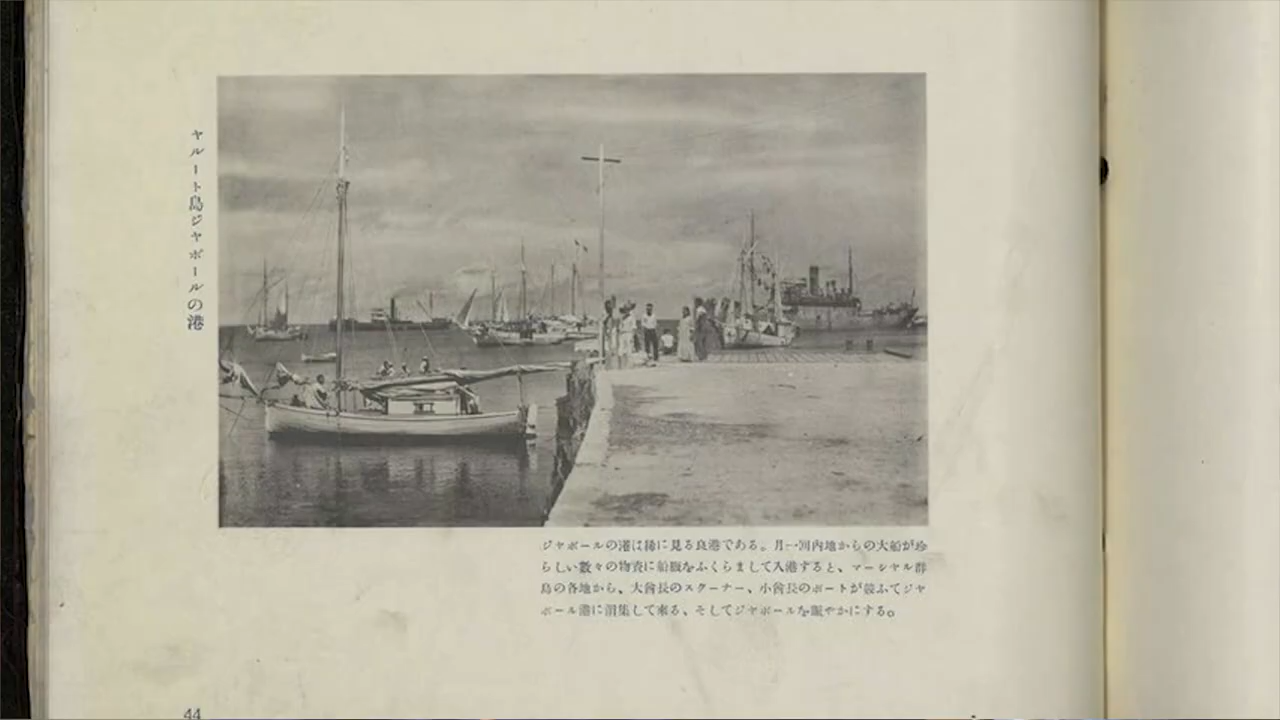 ヤルート島ジヤボールの港
ジヤボールの港は稀に見る良港である。月一回内地からの大船が珍
らしい數々の物資に船腹をふくらまして入港すると、マーシヤル群
島の各地から、大酋長のスクーナー、小酋長のボートが競ふてジヤ
ボール港に蝟集して來る、そしてジヤボールを賑やかにする。
44